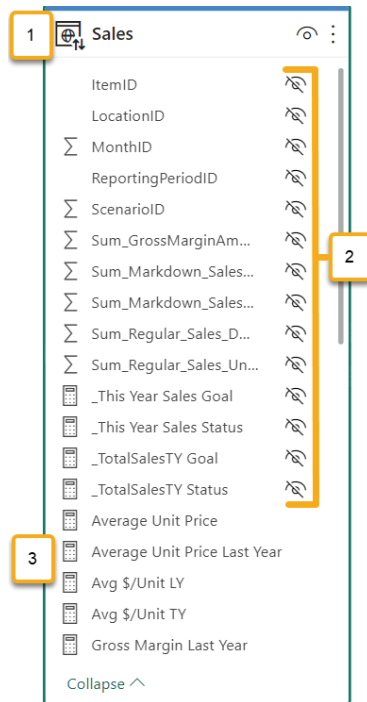 1
Sales
ItemID
LocationID
MonthID
ReportingPeriodID
ScenarioID
Sum_GrossMarginAm...
Sum_Markdown_Sales...
2
Sum_Markdown_Sales...
Sum_Regular_Sales_D...
Sum_Regular_Sales_Un...
_This Year Sales Goal
_This Year Sales Status
_TotalSalesTY Goal
_TotalSalesTY Status
Average Unit Price
3
Average Unit Price Last Year
Avg $/Unit LY
Avg $/Unit TY
Gross Margin Last Year
Collapse